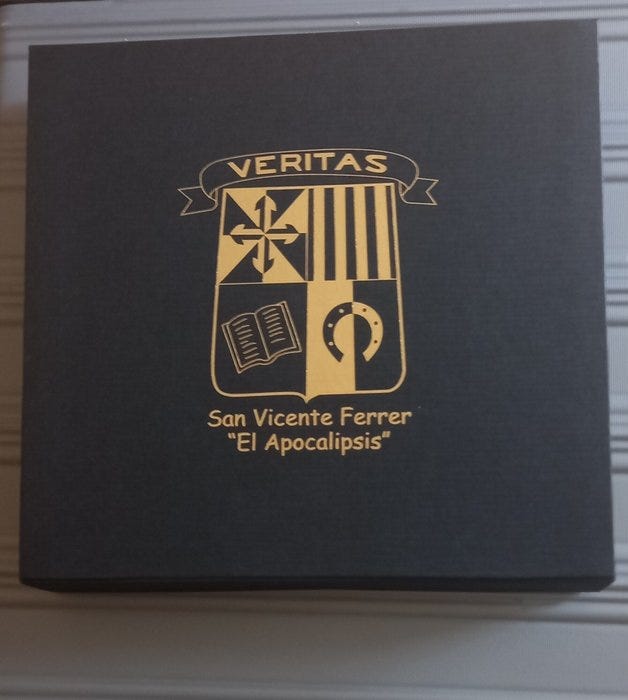 VERITAS
San Vicente Ferrer
“El Apocalipsis”